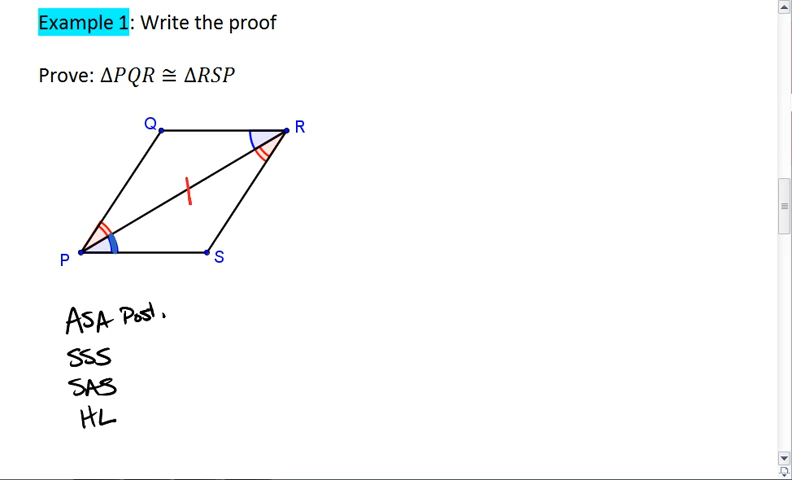 Example 1: Write the proof
Prove: ΔPQR ≅ ΔRSP
Q
R
P
S
ASA Post.
SSS
SAS
HL